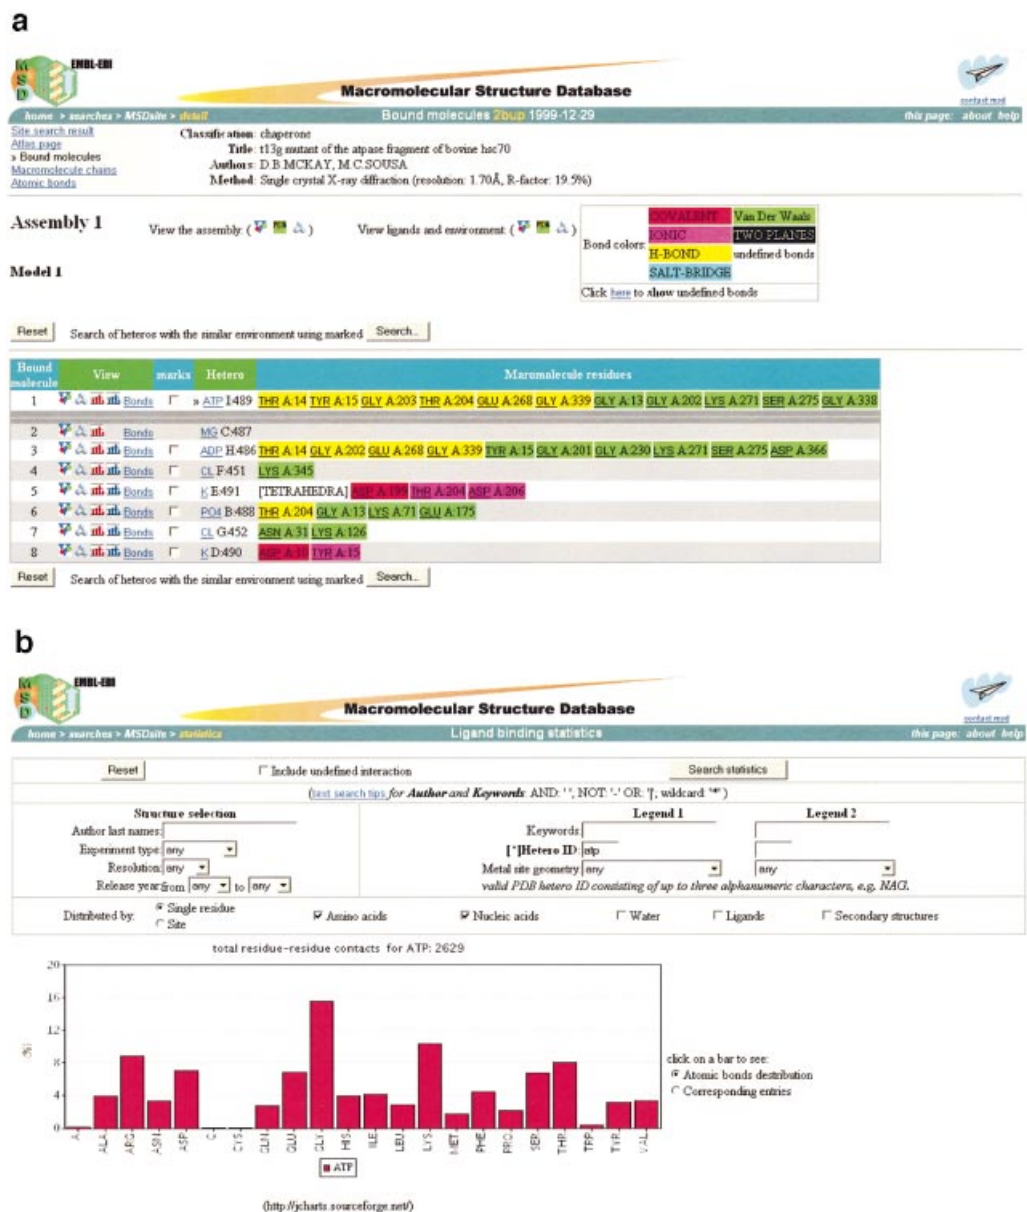 a
MSD EMBL-EBI
Macromolecular Structure Database
contact msd
home > searches > MSDsite > detail Bound molecules 2bup 1999-12-29 this page: about help
Site search result
Atlas page
» Bound molecules
Macromolecule chains
Atomic bonds
Classification: chaperone
Title: t13g mutant of the atpase fragment of bovine hsc70
Authors: D.B.MCKAY, M.C.SOUSA
Method: Single crystal X-ray diffraction (resolution: 1.70Å, R-factor: 19.5%)
Assembly 1 View the assembly: ( ) View ligands and environment: ( )
Bond colors:
COVALENT Van Der Waals
IONIC TWO PLANES
H-BOND undefined bonds
SALT-BRIDGE
Click here to show undefined bonds
Model 1
Reset Search of heteros with the similar environment using marked Search...
Bound molecule View marks Hetero Maromolecule residues
1 Bonds » ATP I:489 THR A:14 TYR A:15 GLY A:203 THR A:204 GLU A:268 GLY A:339 GLY A:13 GLY A:202 LYS A:271 SER A:275 GLY A:338
2 Bonds MG C:487
3 Bonds ADP H:486 THR A:14 GLY A:202 GLU A:268 GLY A:339 TYR A:15 GLY A:201 GLY A:230 LYS A:271 SER A:275 ASP A:366
4 Bonds CL F:451 LYS A:345
5 Bonds K E:491 [TETRAHEDRA] ASP A:199 THR A:204 ASP A:206
6 Bonds PO4 B:488 THR A:204 GLY A:13 LYS A:71 GLU A:175
7 Bonds CL G:452 ASN A:31 LYS A:126
8 Bonds K D:490 ASP A:10 TYR A:15
Reset Search of heteros with the similar environment using marked Search...
b
MSD EMBL-EBI
Macromolecular Structure Database
contact msd
home > searches > MSDsite > statistics Ligand binding statistics this page: about help
Reset Include undefined interaction Search statistics
(text search tips for Author and Keywords: AND: ' ', NOT: '-' OR: '|', wildcard: '*')
Structure selection Legend 1 Legend 2
Author last names: Keywords:
Experiment type: any [*]Hetero ID: atp
Resolution: any Metal site geometry any any
Release year: from any to any valid PDB hetero ID consisting of up to three alphanumeric characters, e.g. NAG.
Distributed by: Single residue Site Amino acids Nucleic acids Water Ligands Secondary structures
total residue-residue contacts for ATP: 2629
20
16
12
8
4
0
(%)
A ALA ARG ASN ASP C CYS GLN GLU GLY HIS ILE LEU LYS MET PHE PRO SER THR TRP TYR VAL
ATP
click on a bar to see:
Atomic bonds destribution
Corresponding entries
(http://jcharts.sourceforge.net/)